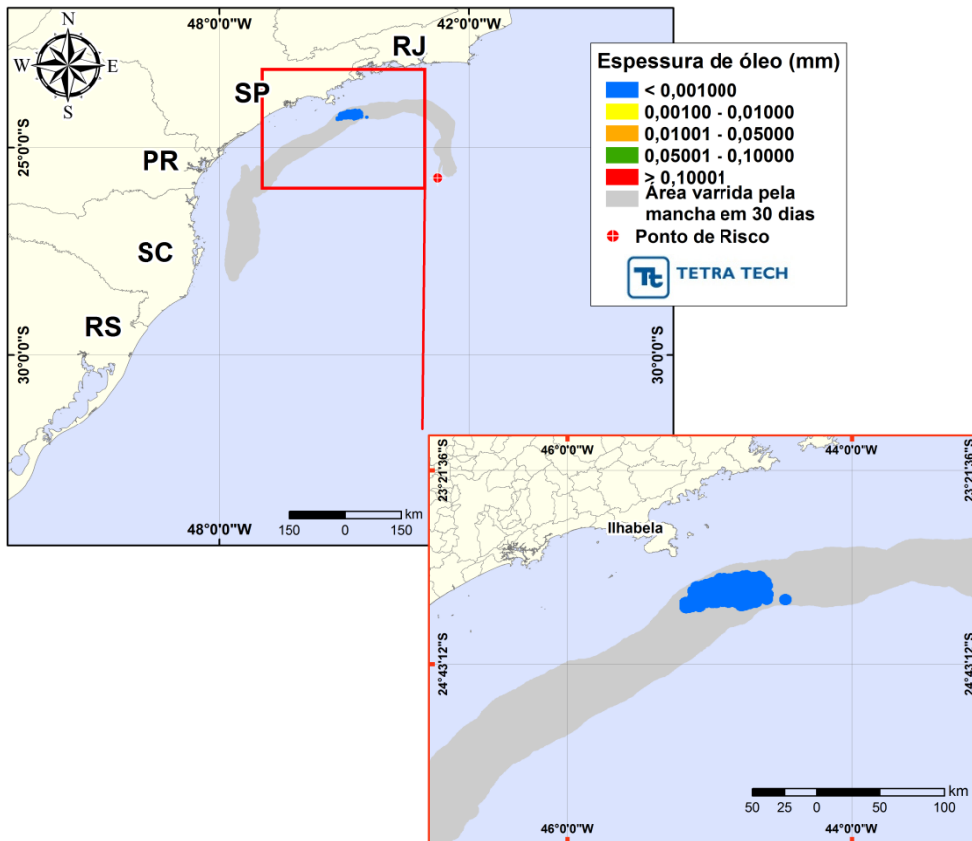 48°0'0"W
42°0'0"W
N
W
E
S
RJ
SP
PR
SC
RS
25°0'0"S
30°0'0"S
30°0'0"S
48°0'0"W
150
0
150
km
Espessura de óleo (mm)
< 0,001000
0,00100 - 0,01000
0,01001 - 0,05000
0,05001 - 0,10000
> 0,10001
Área varrida pela
mancha em 30 dias
Ponto de Risco
Tt
TETRA TECH
46°0'0"W
44°0'0"W
23°21'36"S
23°21'36"S
Ilhabela
24°43'12"S
24°43'12"S
50
25
0
50
100
km
46°0'0"W
44°0'0"W